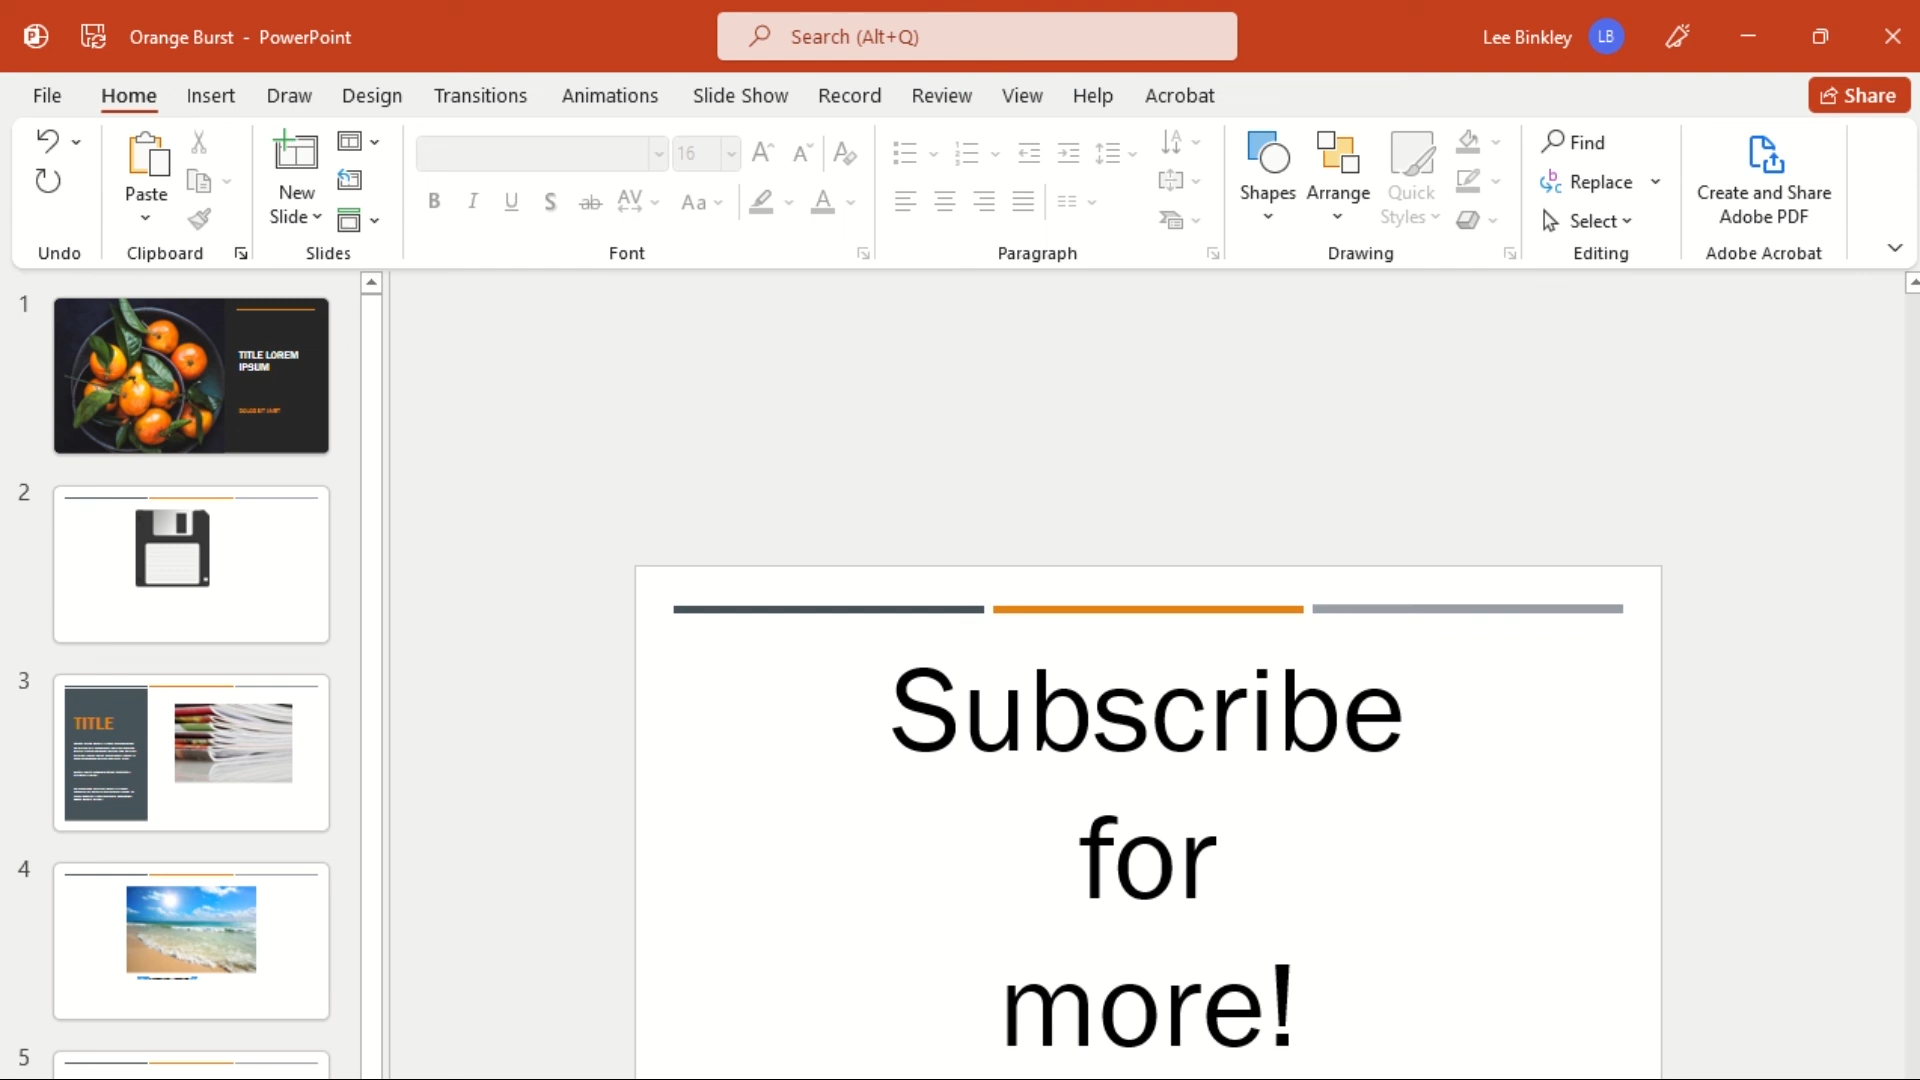 Orange Burst - PowerPoint
Search (Alt+Q)
Lee Binkley LB
File Home Insert Draw Design Transitions Animations Slide Show Record Review View Help Acrobat Share
Undo
Paste
Clipboard
New
Slide
Slides
16
B I U S ab AV Aa A
Font
Paragraph
Shapes Arrange Quick
Styles
Drawing
Find
Replace
Select
Editing
Create and Share
Adobe PDF
Adobe Acrobat
1
TITLE LOREM
IPSUM
2
3
TITLE
4
5
Subscribe
for
more!